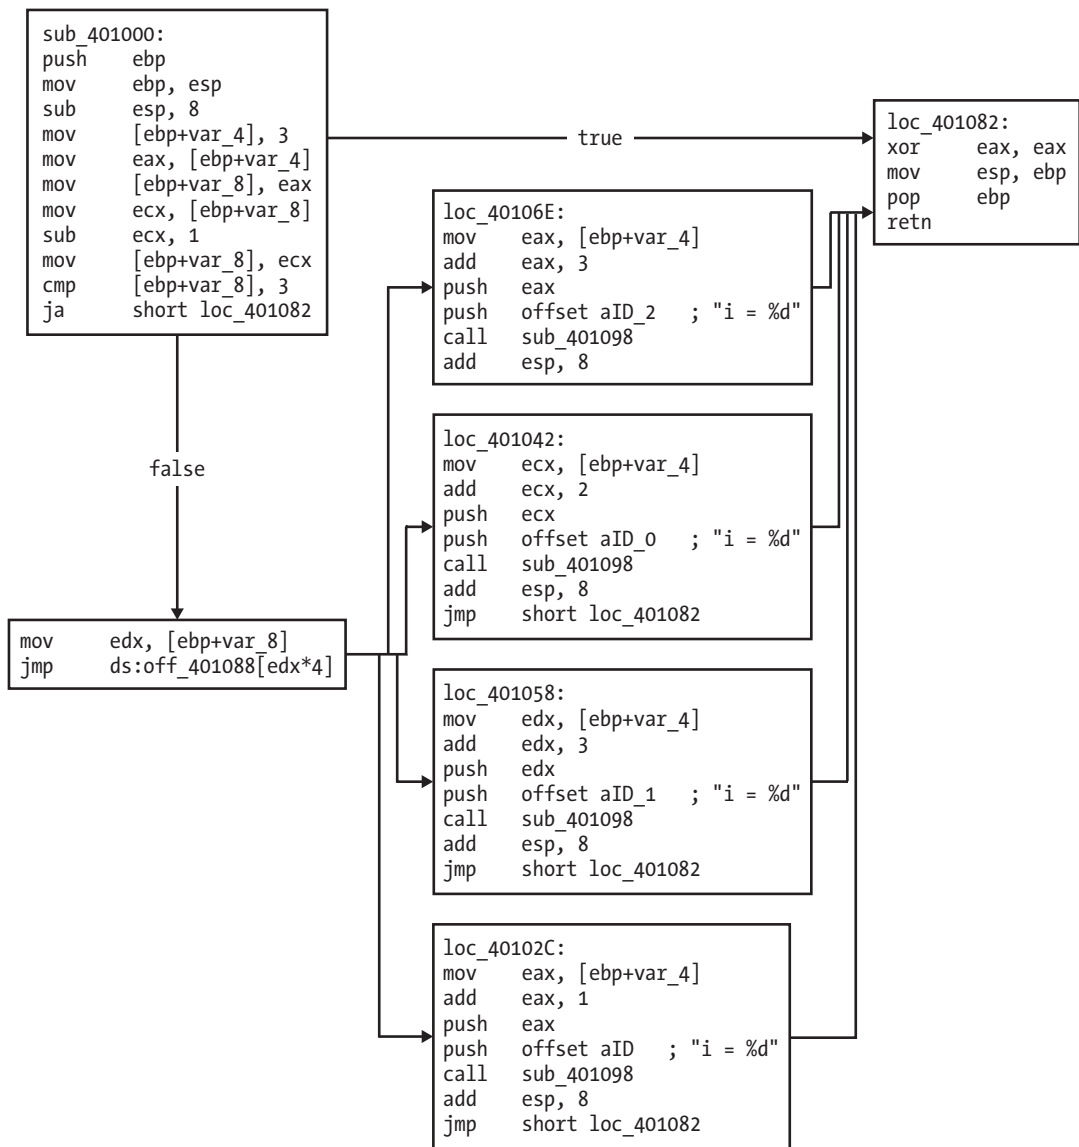 sub_401000:
push ebp
mov ebp, esp
sub esp, 8
mov [ebp+var_4], 3
mov eax, [ebp+var_4]
mov [ebp+var_8], eax
mov ecx, [ebp+var_8]
sub ecx, 1
mov [ebp+var_8], ecx
cmp [ebp+var_8], 3
ja short loc_401082
true
loc_401082:
xor eax, eax
mov esp, ebp
pop ebp
retn
false
mov edx, [ebp+var_8]
jmp ds:off_401088[edx*4]
loc_40106E:
mov eax, [ebp+var_4]
add eax, 3
push eax
push offset aID_2 ; "i = %d"
call sub_401098
add esp, 8
loc_401042:
mov ecx, [ebp+var_4]
add ecx, 2
push ecx
push offset aID_0 ; "i = %d"
call sub_401098
add esp, 8
jmp short loc_401082
loc_401058:
mov edx, [ebp+var_4]
add edx, 3
push edx
push offset aID_1 ; "i = %d"
call sub_401098
add esp, 8
jmp short loc_401082
loc_40102C:
mov eax, [ebp+var_4]
add eax, 1
push eax
push offset aID ; "i = %d"
call sub_401098
add esp, 8
jmp short loc_401082